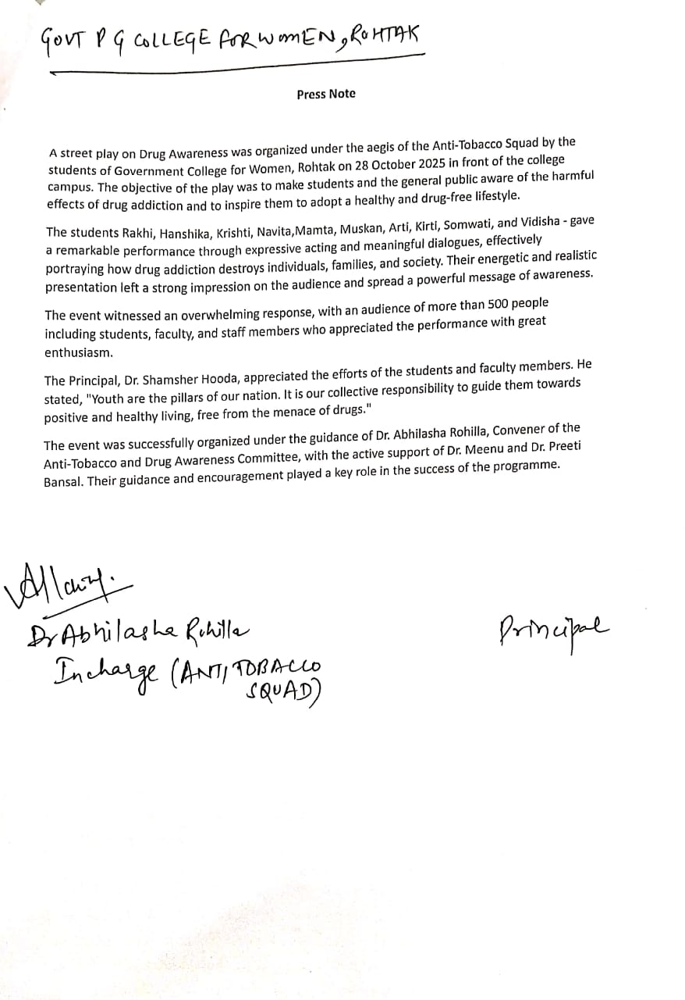 GOVT P G COLLEGE FOR WOMEN, ROHTAK
Press Note
A street play on Drug Awareness was organized under the aegis of the Anti-Tobacco Squad by the
students of Government College for Women, Rohtak on 28 October 2025 in front of the college
campus. The objective of the play was to make students and the general public aware of the harmful
effects of drug addiction and to inspire them to adopt a healthy and drug-free lifestyle.
The students Rakhi, Hanshika, Krishti, Navita,Mamta, Muskan, Arti, Kirti, Somwati, and Vidisha - gave
a remarkable performance through expressive acting and meaningful dialogues, effectively
portraying how drug addiction destroys individuals, families, and society. Their energetic and realistic
presentation left a strong impression on the audience and spread a powerful message of awareness.
The event witnessed an overwhelming response, with an audience of more than 500 people
including students, faculty, and staff members who appreciated the performance with great
enthusiasm.
The Principal, Dr. Shamsher Hooda, appreciated the efforts of the students and faculty members. He
stated, "Youth are the pillars of our nation. It is our collective responsibility to guide them towards
positive and healthy living, free from the menace of drugs."
The event was successfully organized under the guidance of Dr. Abhilasha Rohilla, Convener of the
Anti-Tobacco and Drug Awareness Committee, with the active support of Dr. Meenu and Dr. Preeti
Bansal. Their guidance and encouragement played a key role in the success of the programme.
Dr Abhilasha Rohilla
Incharge (ANTI TOBACCO
SQUAD)
Principal